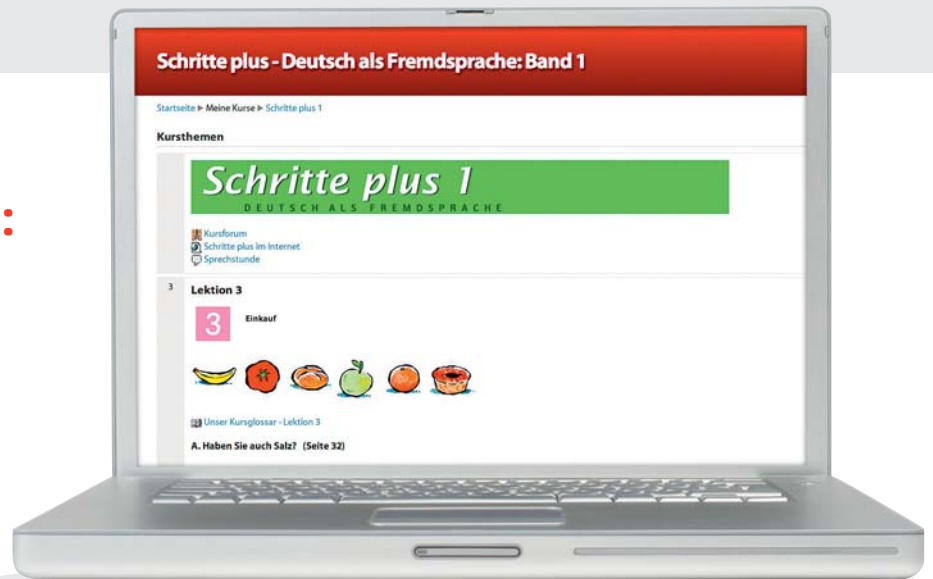 Schritte plus - Deutsch als Fremdsprache: Band 1
Startseite ▶ Meine Kurse ▶ Schritte plus 1
Kursthemen
Schritte plus 1
DEUTSCH ALS FREMDSPRACHE
Kursforum
Schritte plus im Internet
Sprechstunde
3 Lektion 3
3 Einkauf
Unser Kursglossar - Lektion 3
A. Haben Sie auch Salz? (Seite 32)
: